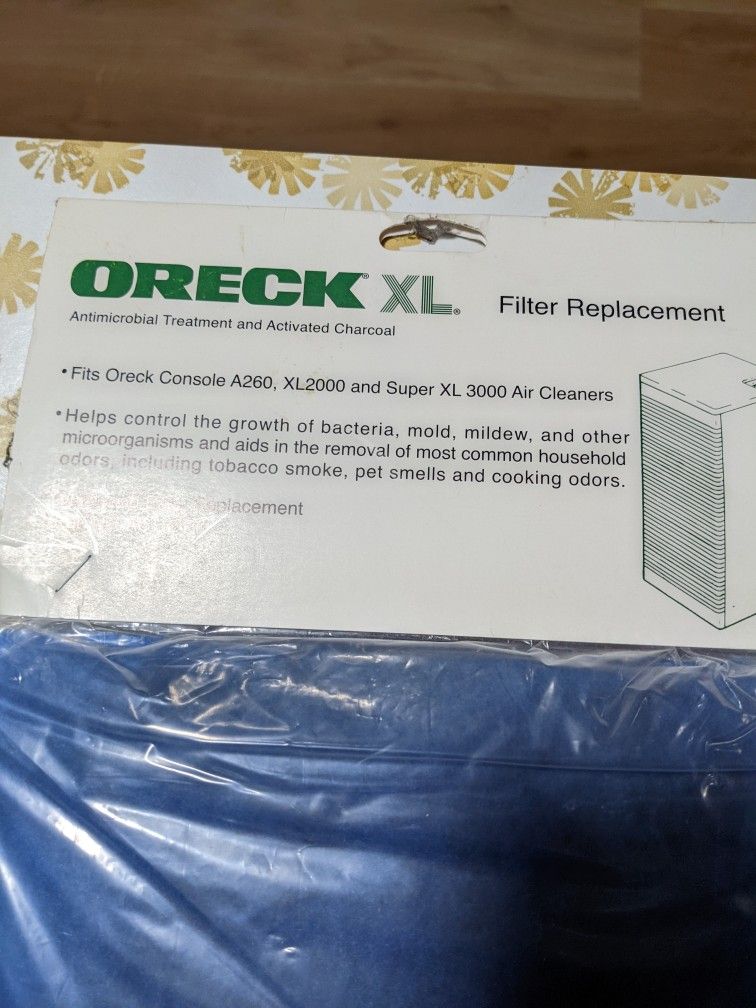 ORECK® XL® Filter Replacement
Antimicrobial Treatment and Activated Charcoal
• Fits Oreck Console A260, XL2000 and Super XL 3000 Air Cleaners
• Helps control the growth of bacteria, mold, mildew, and other
microorganisms and aids in the removal of most common household
odors, including tobacco smoke, pet smells and cooking odors.
Replacement